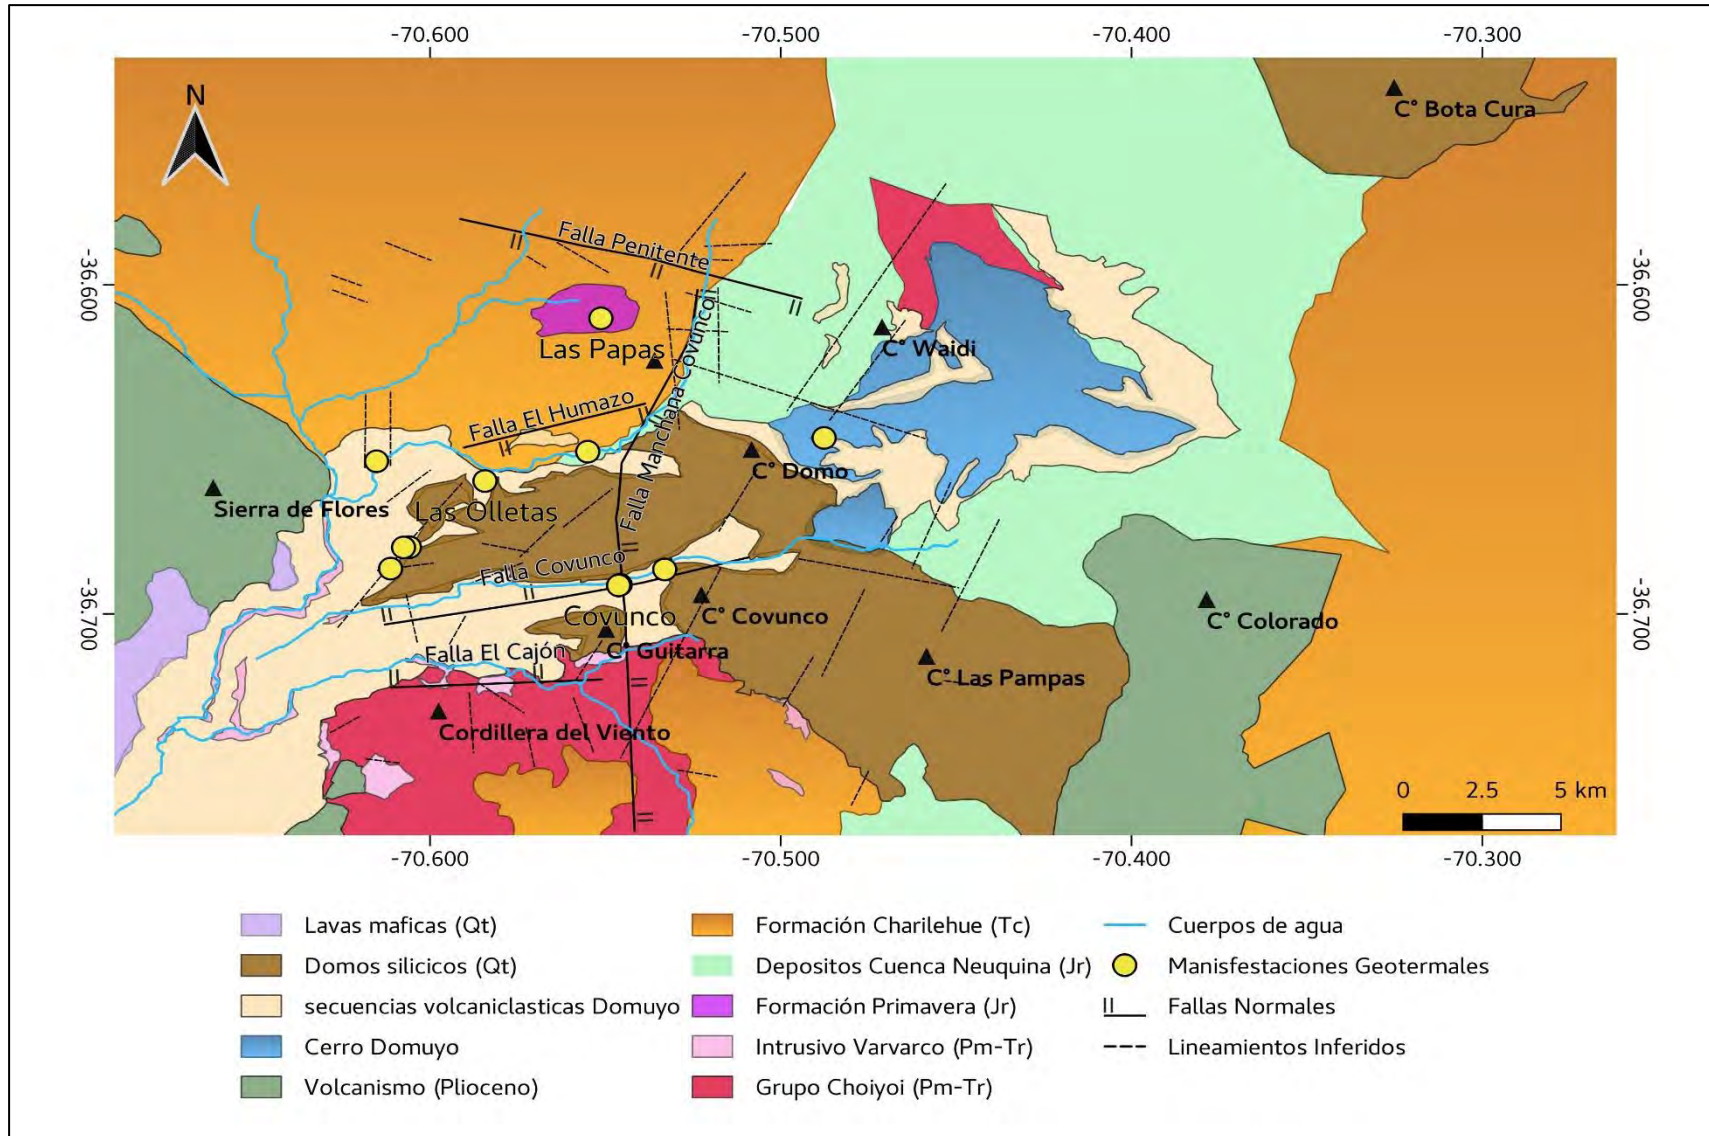 -70.600
-70.500
-70.400
-70.300
N
C° Bota Cura
Falla Penitente
-36.600
-36.600
Las Papas
C° Waidi
Falla Manchana Covunco
Falla El Humazo
C° Domo
Sierra de Flores
Las Olletas
Falla Covunco
-36.700
-36.700
Covunco
C° Covunco
C° Colorado
Falla El Cajón
C° Guitarra
C° Las Pampas
Cordillera del Viento
0
2.5
5 km
-70.600
-70.500
-70.400
-70.300
Lavas maficas (Qt)
Formación Charilehue (Tc)
Cuerpos de agua
Domos silicicos (Qt)
Depositos Cuenca Neuquina (Jr)
Manisfestaciones Geotermales
secuencias volcaniclasticas Domuyo
Formación Primavera (Jr)
Fallas Normales
Cerro Domuyo
Intrusivo Varvarco (Pm-Tr)
Lineamientos Inferidos
Volcanismo (Plioceno)
Grupo Choiyoi (Pm-Tr)